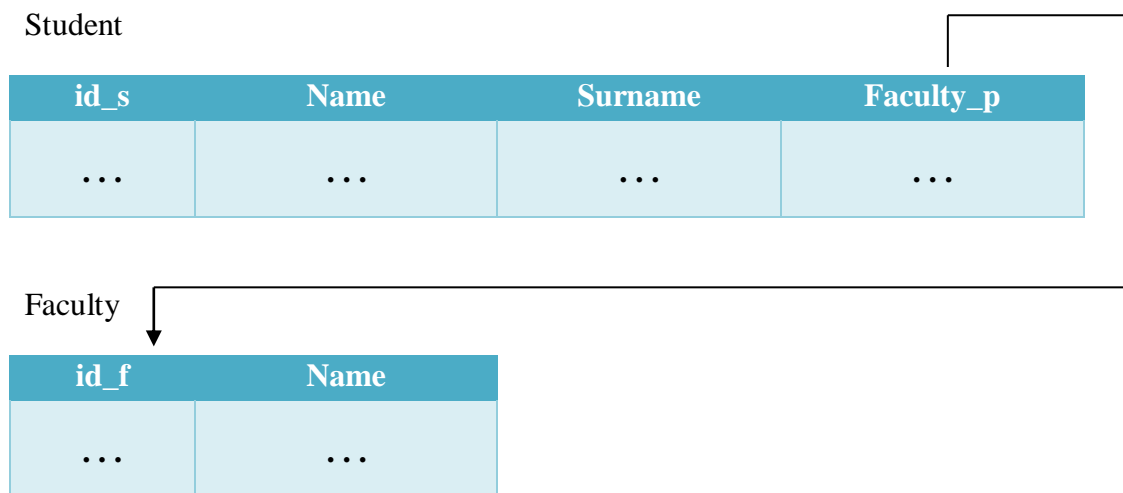 Student
id_s Name Surname Faculty_p
... ... ... ...
Faculty
id_f Name
... ...